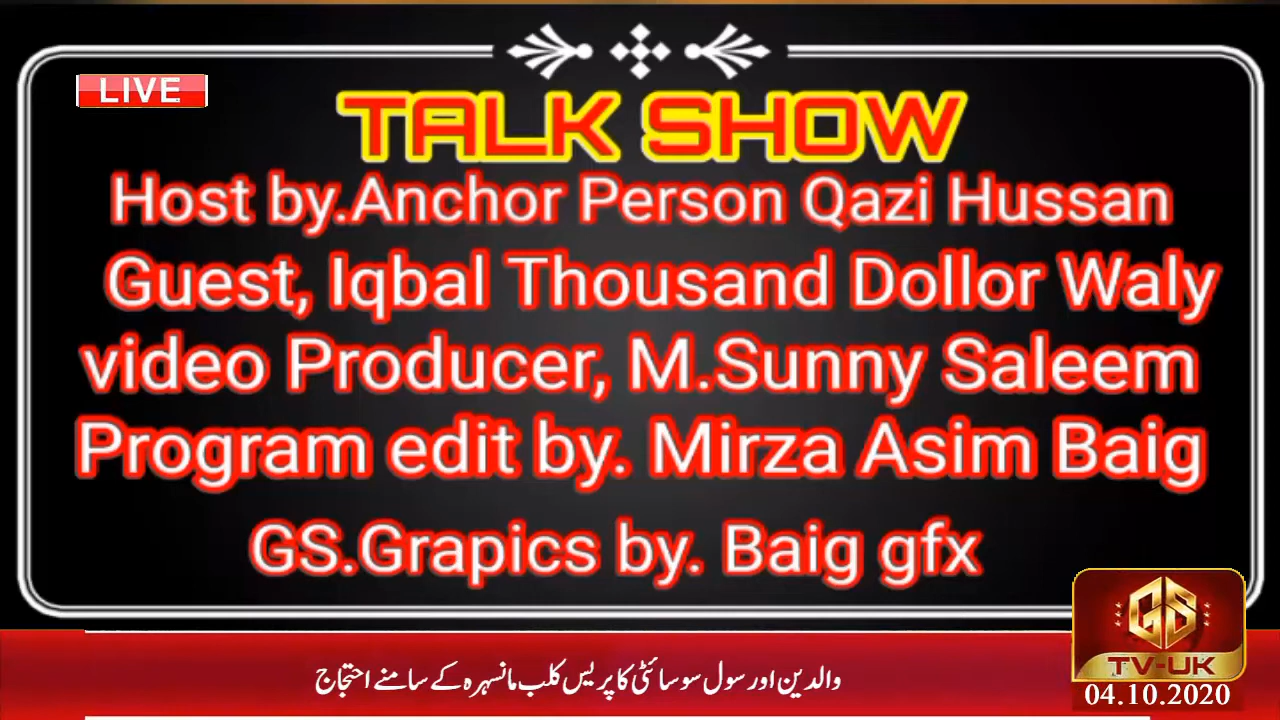 LIVE
TALK SHOW
Host by.Anchor Person Qazi Hussan
Guest, Iqbal Thousand Dollor Waly
video Producer, M.Sunny Saleem
Program edit by. Mirza Asim Baig
GS.Grapics by. Baig gfx
GS
TV-UK
04.10.2020
والدین اور سول سوسائٹی کا پریس کلب مانسہرہ کے سامنے احتجاج